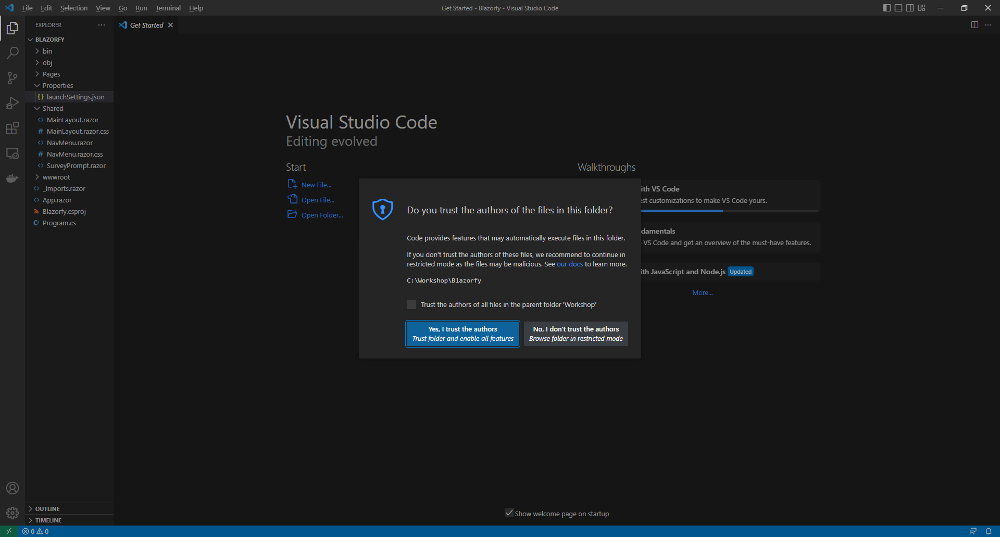 File Edit Selection View Go Run Terminal Help
Get Started - Blazorfy - Visual Studio Code
EXPLORER
Get Started
BLAZORFY
bin
obj
Pages
Properties
{} launchSettings.json
Shared
<> MainLayout.razor
# MainLayout.razor.css
<> NavMenu.razor
# NavMenu.razor.css
<> SurveyPrompt.razor
wwwroot
<> _Imports.razor
<> App.razor
Blazorfy.csproj
C# Program.cs
OUTLINE
TIMELINE
Visual Studio Code
Editing evolved
Start
New File...
Open File...
Open Folder...
Walkthroughs
ith VS Code
est customizations to make VS Code yours.
damentals
VS Code and get an overview of the must-have features.
ith JavaScript and Node.js Updated
More...
Do you trust the authors of the files in this folder?
Code provides features that may automatically execute files in this folder.
If you don't trust the authors of these files, we recommend to continue in
restricted mode as the files may be malicious. See our docs to learn more.
C:\Workshop\Blazorfy
Trust the authors of all files in the parent folder 'Workshop'
Yes, I trust the authors
Trust folder and enable all features
No, I don't trust the authors
Browse folder in restricted mode
Show welcome page on startup
0 0